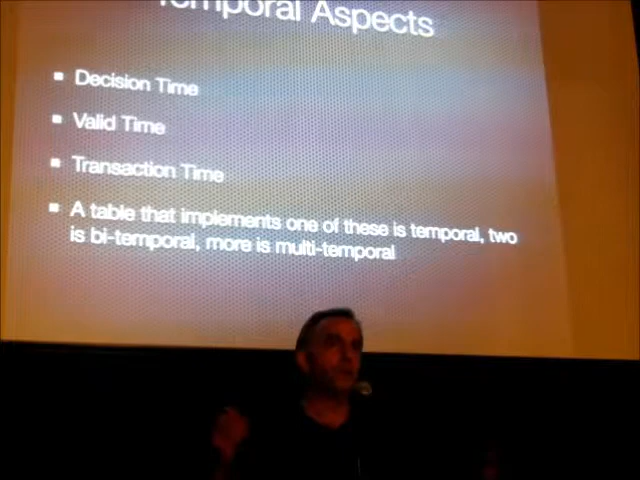 Temporal Aspects
Decision Time
Valid Time
Transaction Time
A table that implements one of these is temporal, two
is bi-temporal, more is multi-temporal